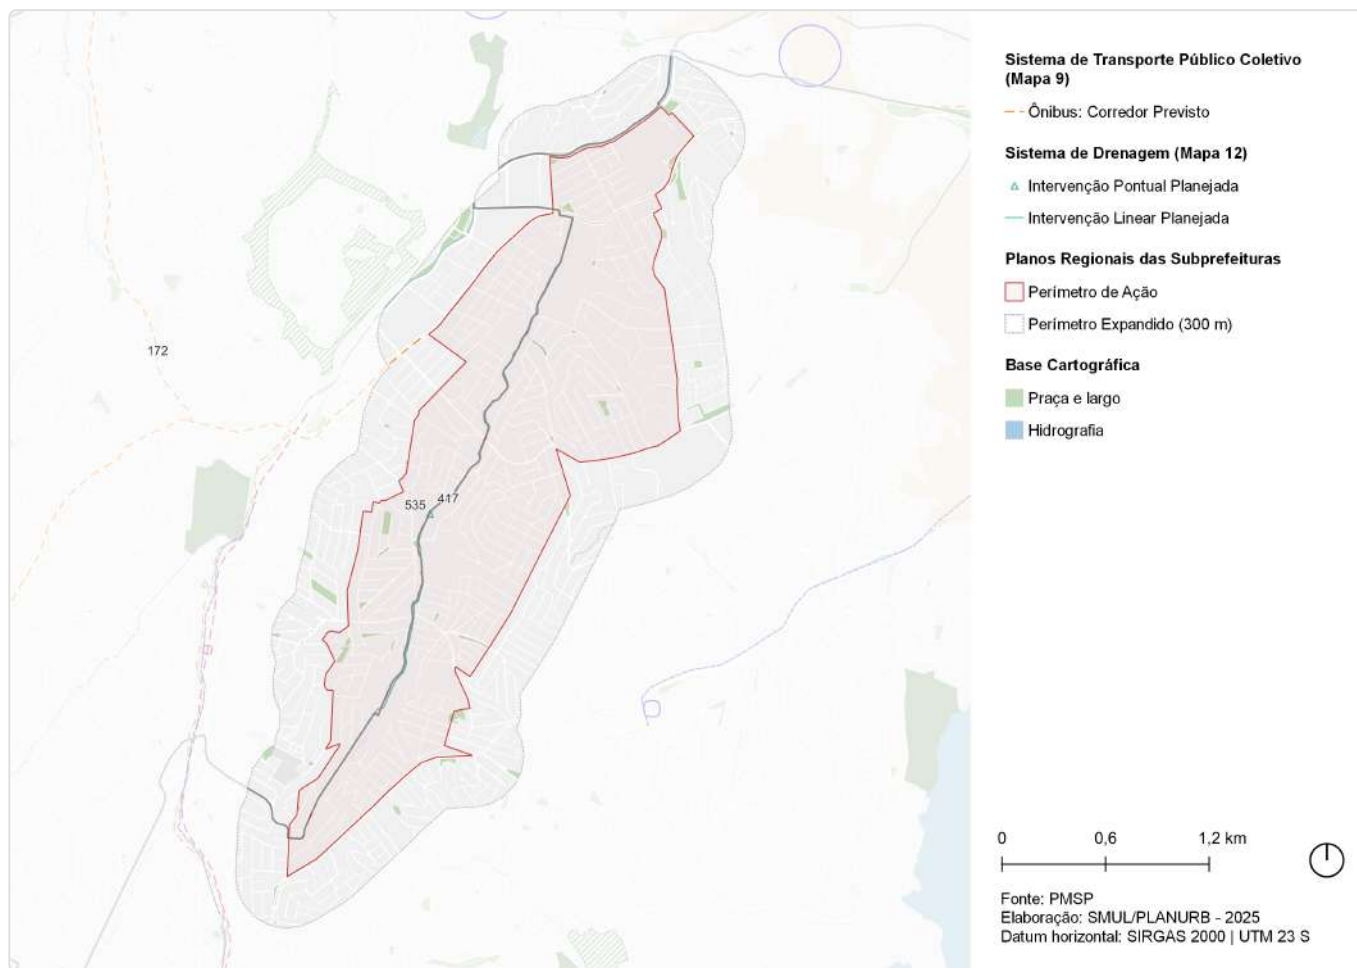 Sistema de Transporte Público Coletivo
(Mapa 9)
Ônibus: Corredor Previsto
Sistema de Drenagem (Mapa 12)
Intervenção Pontual Planejada
Intervenção Linear Planejada
Planos Regionais das Subprefeituras
Perímetro de Ação
Perímetro Expandido (300 m)
Base Cartográfica
Praça e largo
Hidrografia
172
535
417
0 0,6 1,2 km
Fonte: PMSP
Elaboração: SMUL/PLANURB - 2025
Datum horizontal: SIRGAS 2000 | UTM 23 S